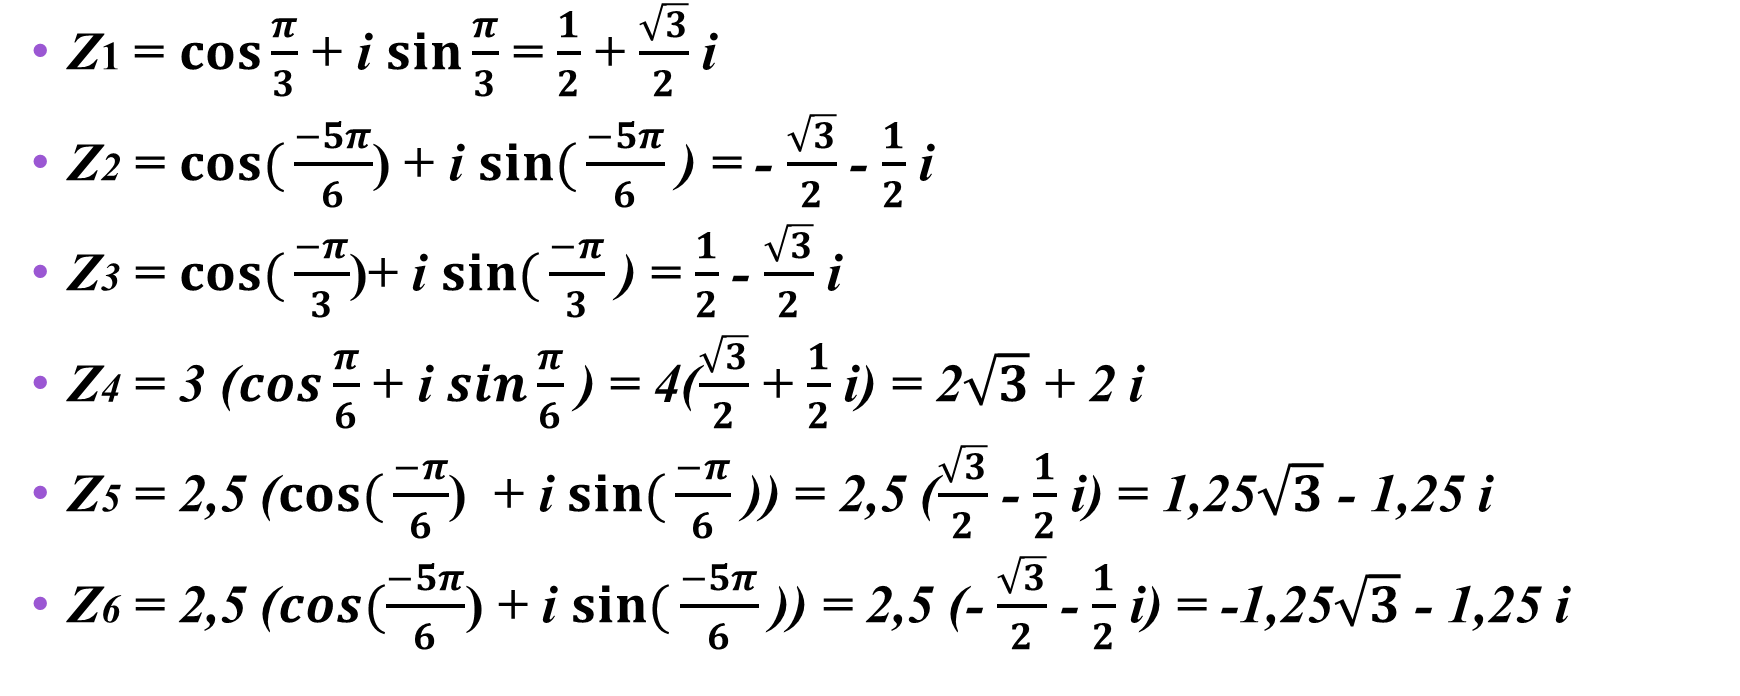 • Z1 = cos π/3 + i sin π/3 = 1/2 + √3/2 i
• Z2 = cos(−5π/6) + i sin(−5π/6) = - √3/2 - 1/2 i
• Z3 = cos(−π/3)+ i sin(−π/3) = 1/2 - √3/2 i
• Z4 = 3 (cos π/6 + i sin π/6) = 4(√3/2 + 1/2 i) = 2√3 + 2 i
• Z5 = 2,5 (cos(−π/6) + i sin(−π/6)) = 2,5 (√3/2 - 1/2 i) = 1,25√3 - 1,25 i
• Z6 = 2,5 (cos(−5π/6) + i sin(−5π/6)) = 2,5 (- √3/2 - 1/2 i) = -1,25√3 - 1,25 i